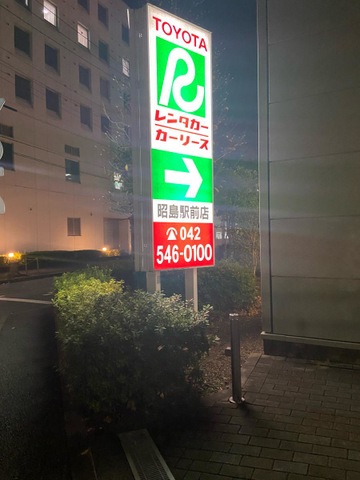 TOYOTA
R
レンタカー
カーリース
→
昭島駅前店
☎042
546-0100